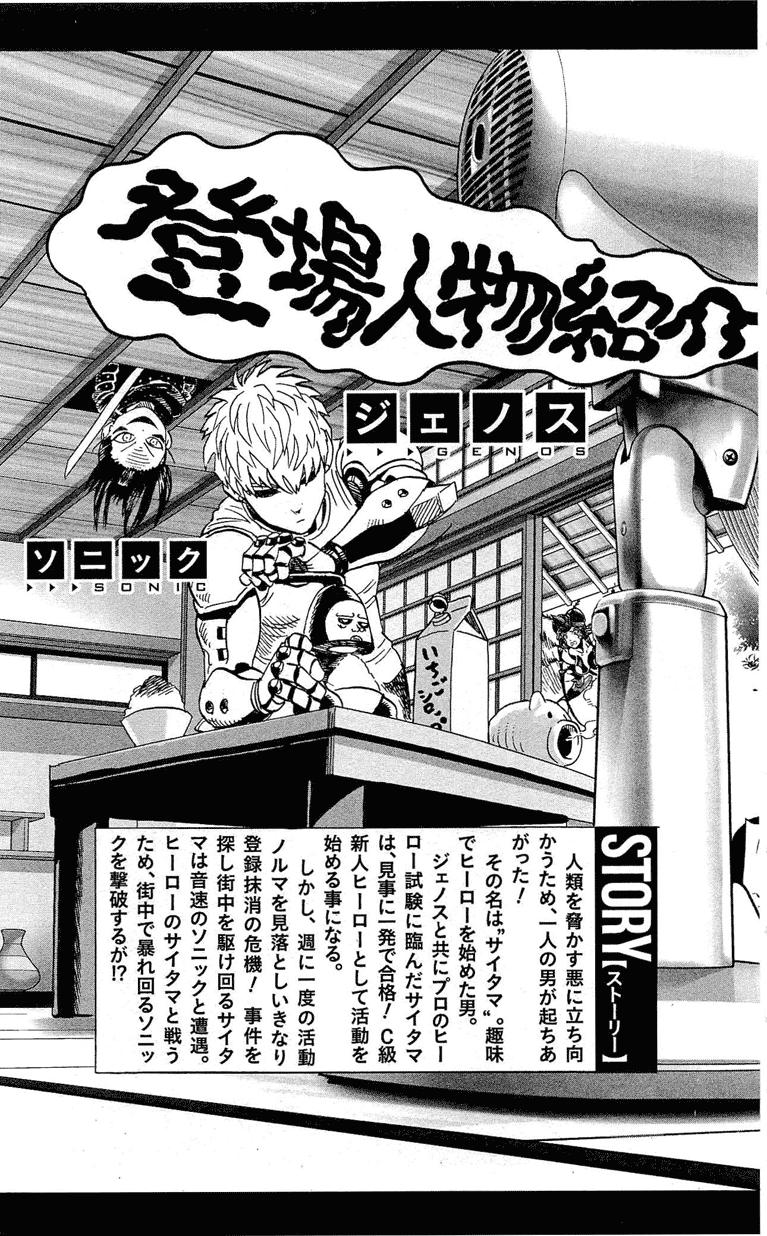 登場人物紹介
ジェノス
GENOS
ソニック
SONIC
いちご
STORY【ストーリー】
人類を脅かす悪に立ち向
かうため、一人の男が起ちあ
がった！
その名は"サイタマ"。趣味
でヒーローを始めた男。
ジェノスと共にプロのヒー
ロー試験に臨んだサイタマ
は、見事に一発で合格！C級
新人ヒーローとして活動を
始める事になる。
しかし、週に一度の活動
ノルマを見落としいきなり
登録抹消の危機！事件を
探し街中を駆け回るサイタ
マは音速のソニックと遭遇。
ヒーローのサイタマと戦う
ため、街中で暴れ回るソニッ
クを撃破するが!?